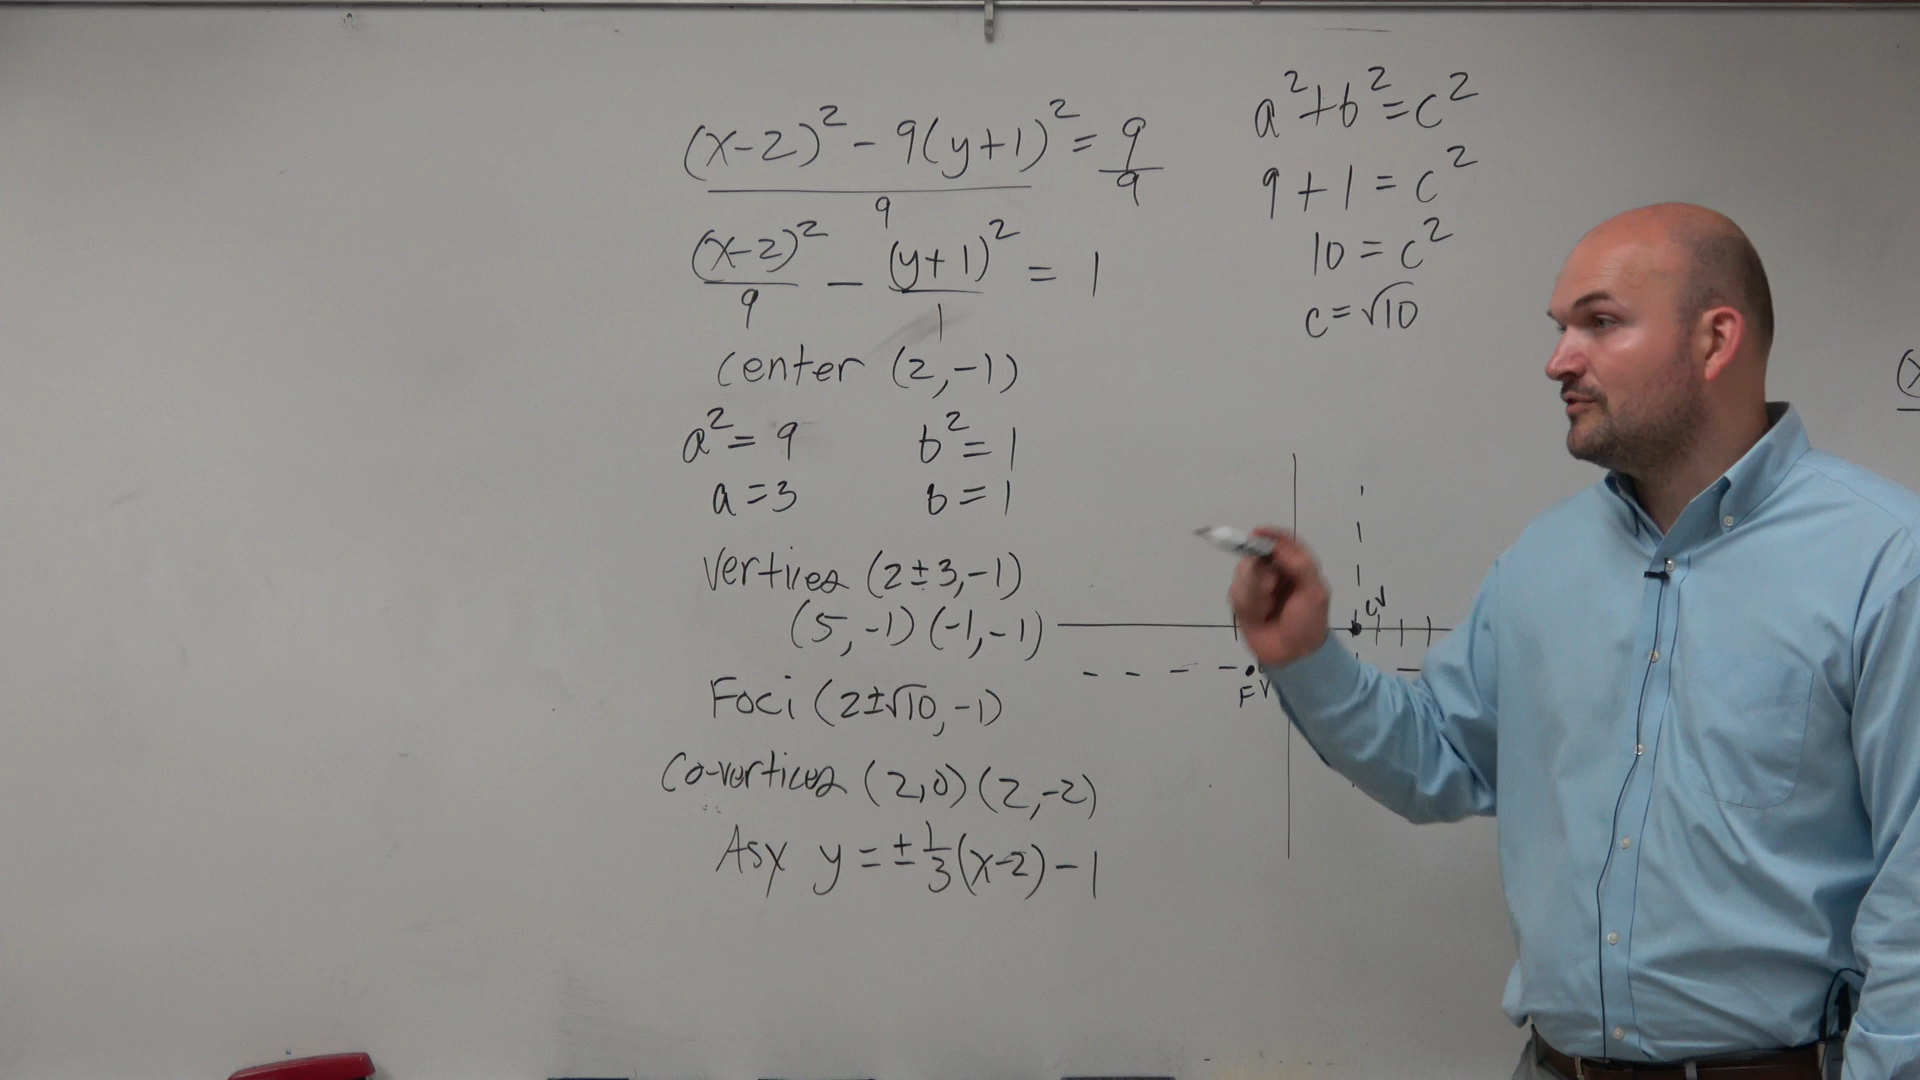 (x-2)² - 9(y+1)² = 9
9 9
(x-2)² - (y+1)² = 1
9 1
center (2,-1)
a² = 9 b² = 1
a = 3 b = 1
Vertices (2±3,-1)
(5,-1) (-1,-1)
Foci (2±√10,-1)
Co-vertices (2,0) (2,-2)
Asy y = ± 1/3 (x-2) - 1
a² + b² = c²
9 + 1 = c²
10 = c²
c = √10
CV
F V
(x